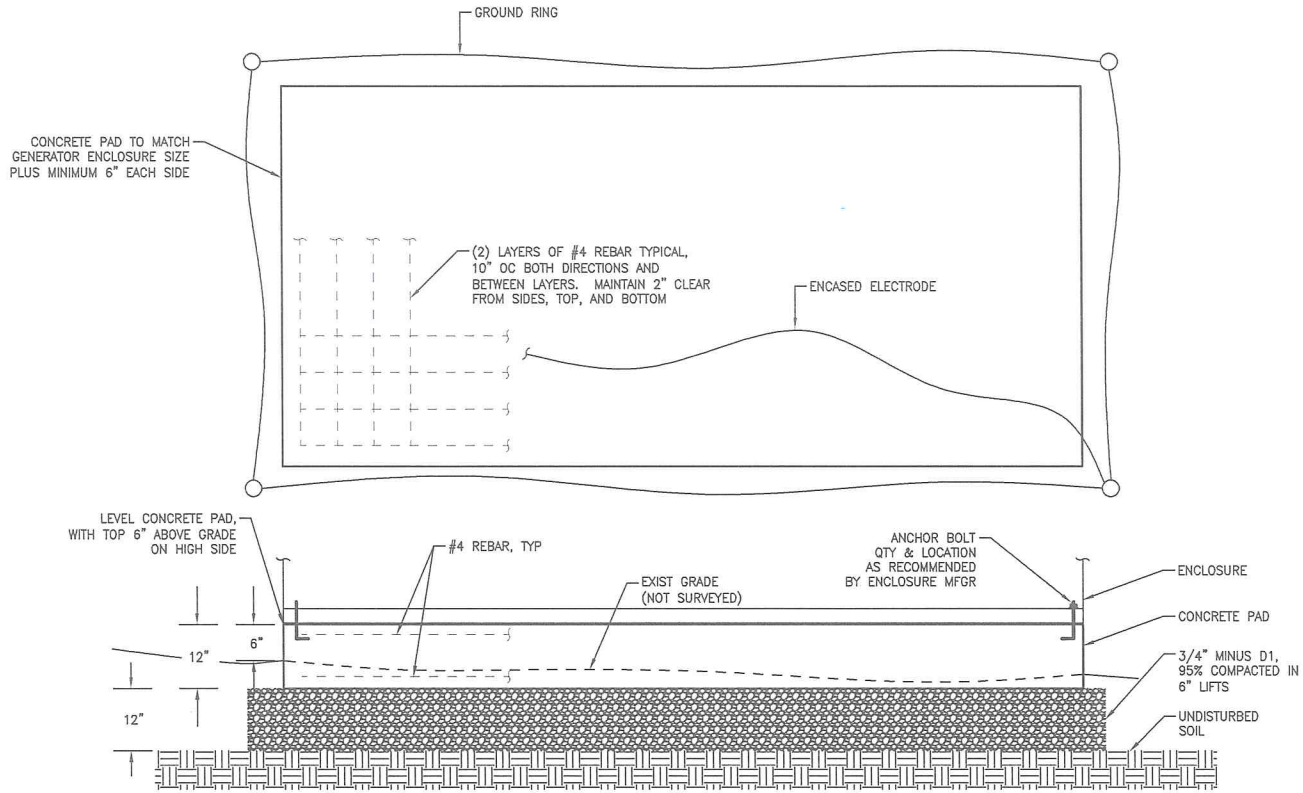 GROUND RING
CONCRETE PAD TO MATCH
GENERATOR ENCLOSURE SIZE
PLUS MINIMUM 6" EACH SIDE
(2) LAYERS OF #4 REBAR TYPICAL,
10" OC BOTH DIRECTIONS AND
BETWEEN LAYERS. MAINTAIN 2" CLEAR
FROM SIDES, TOP, AND BOTTOM
ENCASED ELECTRODE
LEVEL CONCRETE PAD,
WITH TOP 6" ABOVE GRADE
ON HIGH SIDE
#4 REBAR, TYP
EXIST GRADE
(NOT SURVEYED)
ANCHOR BOLT
QTY & LOCATION
AS RECOMMENDED
BY ENCLOSURE MFGR
ENCLOSURE
CONCRETE PAD
3/4" MINUS D1,
95% COMPACTED IN
6" LIFTS
UNDISTURBED
SOIL
6"
12"
12"